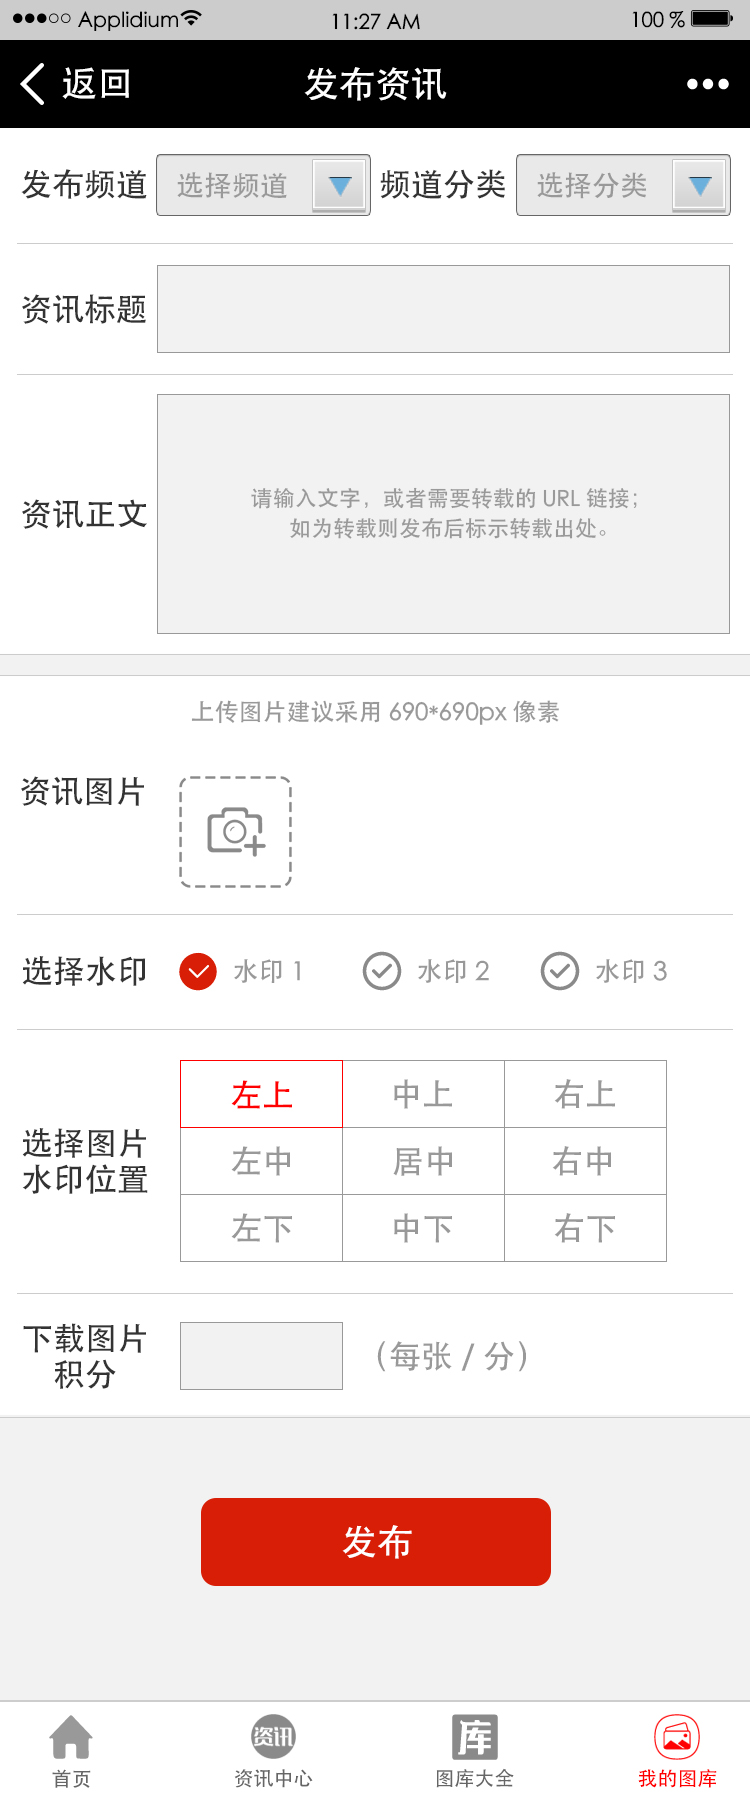 Applidium 11:27 AM 100 %
返回 发布资讯
发布频道 选择频道 频道分类 选择分类
资讯标题
资讯正文
请输入文字，或者需要转载的 URL 链接；
如为转载则发布后标示转载出处。
上传图片建议采用 690*690px 像素
资讯图片
选择水印 水印 1 水印 2 水印 3
选择图片
水印位置
左上 中上 右上
左中 居中 右中
左下 中下 右下
下载图片
积分
（每张 / 分）
发布
资讯 库
首页 资讯中心 图库大全 我的图库